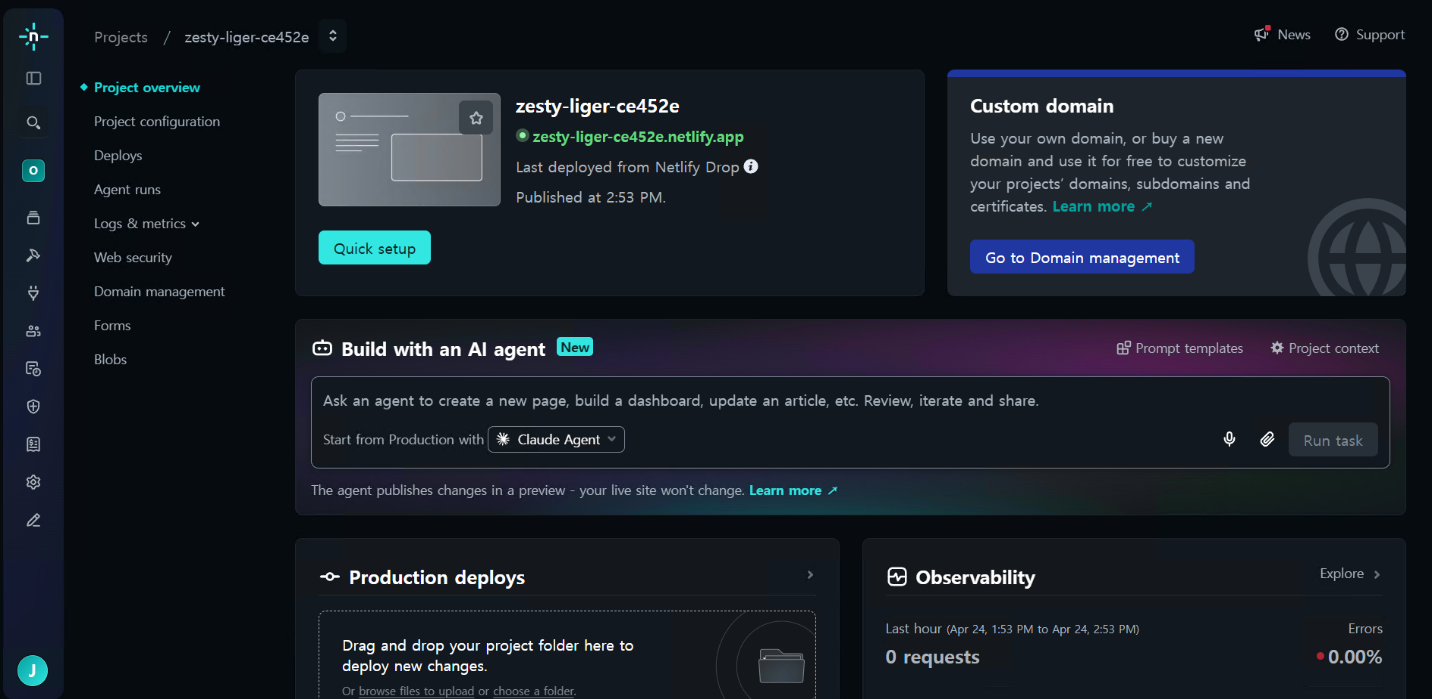 Projects / zesty-liger-ce452e
News
Support
Project overview
Project configuration
Deploys
Agent runs
Logs & metrics
Web security
Domain management
Forms
Blobs
O
J
zesty-liger-ce452e
zesty-liger-ce452e.netlify.app
Last deployed from Netlify Drop
Published at 2:53 PM.
Quick setup
Custom domain
Use your own domain, or buy a new
domain and use it for free to customize
your projects’ domains, subdomains and
certificates. Learn more ↗
Go to Domain management
Build with an AI agent New
Prompt templates
Project context
Ask an agent to create a new page, build a dashboard, update an article, etc. Review, iterate and share.
Start from Production with Claude Agent
Run task
The agent publishes changes in a preview - your live site won't change. Learn more ↗
Production deploys
Drag and drop your project folder here to
deploy new changes.
Or browse files to upload or choose a folder.
Observability
Explore
Last hour (Apr 24, 1:53 PM to Apr 24, 2:53 PM)
0 requests
Errors
0.00%